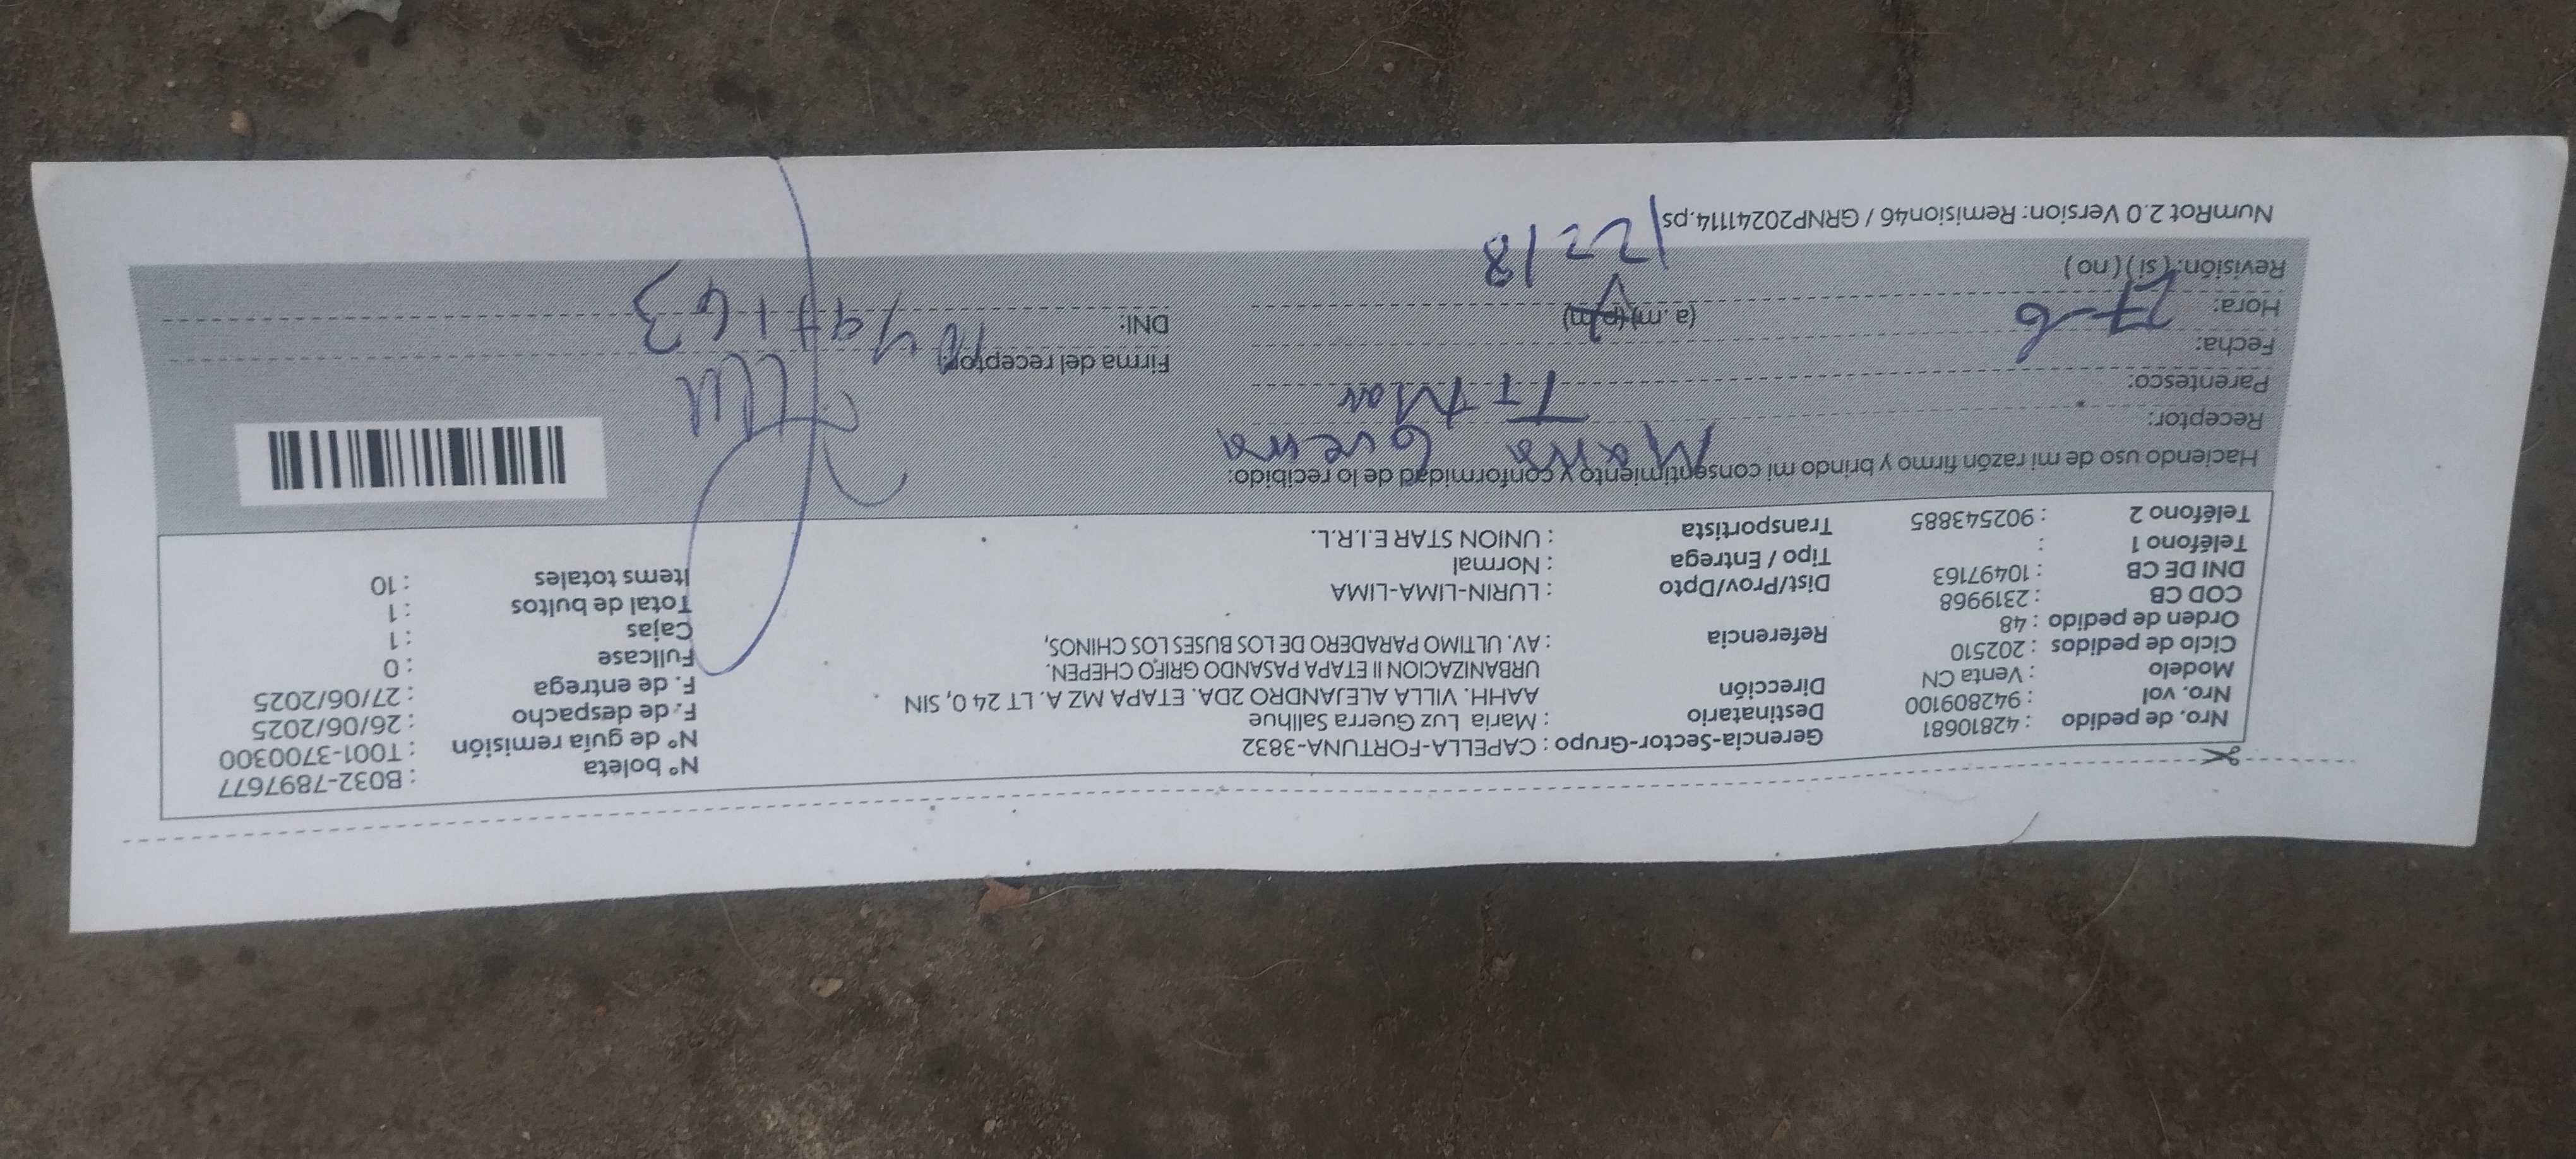 Nro. de pedido : 42810681
Nro. vol : 942809100
Modelo : Venta CN
Ciclo de pedidos : 202510
Orden de pedido : 48
COD CB : 2319968
DNI DE CB : 10497163
Teléfono 1 :
Teléfono 2 : 902543885
Gerencia-Sector-Grupo : CAPELLA-FORTUNA-3832
Destinatario : Maria Luz Guerra Sallhue
Dirección AAHH. VILLA ALEJANDRO 2DA. ETAPA MZ A. LT 24 0, SIN
URBANIZACION II ETAPA PASANDO GRIFO CHEPEN.
Referencia : AV. ULTIMO PARADERO DE LOS BUSES LOS CHINOS,
Dist/Prov/Dpto : LURIN-LIMA-LIMA
Tipo / Entrega : Normal
Transportista : UNION STAR E.I.R.L.
N° boleta : B032-7897677
N° de guía remisión : T001-3700300
F. de despacho : 26/06/2025
F. de entrega : 27/06/2025
Fullcase : 0
Cajas : 1
Total de bultos : 1
Items totales : 10
Haciendo uso de mi razón firmo y brindo mi consentimiento y conformidad de lo recibido:
Receptor: Guerra
Parentesco:
Fecha: 27-6
Hora: (a. m) (p. m) 12:18
Revisión: (si) (no)
Firma del receptor:
DNI: 10497163
NumRot 2.0 Version: Remision46 / GRNP20241114.ps